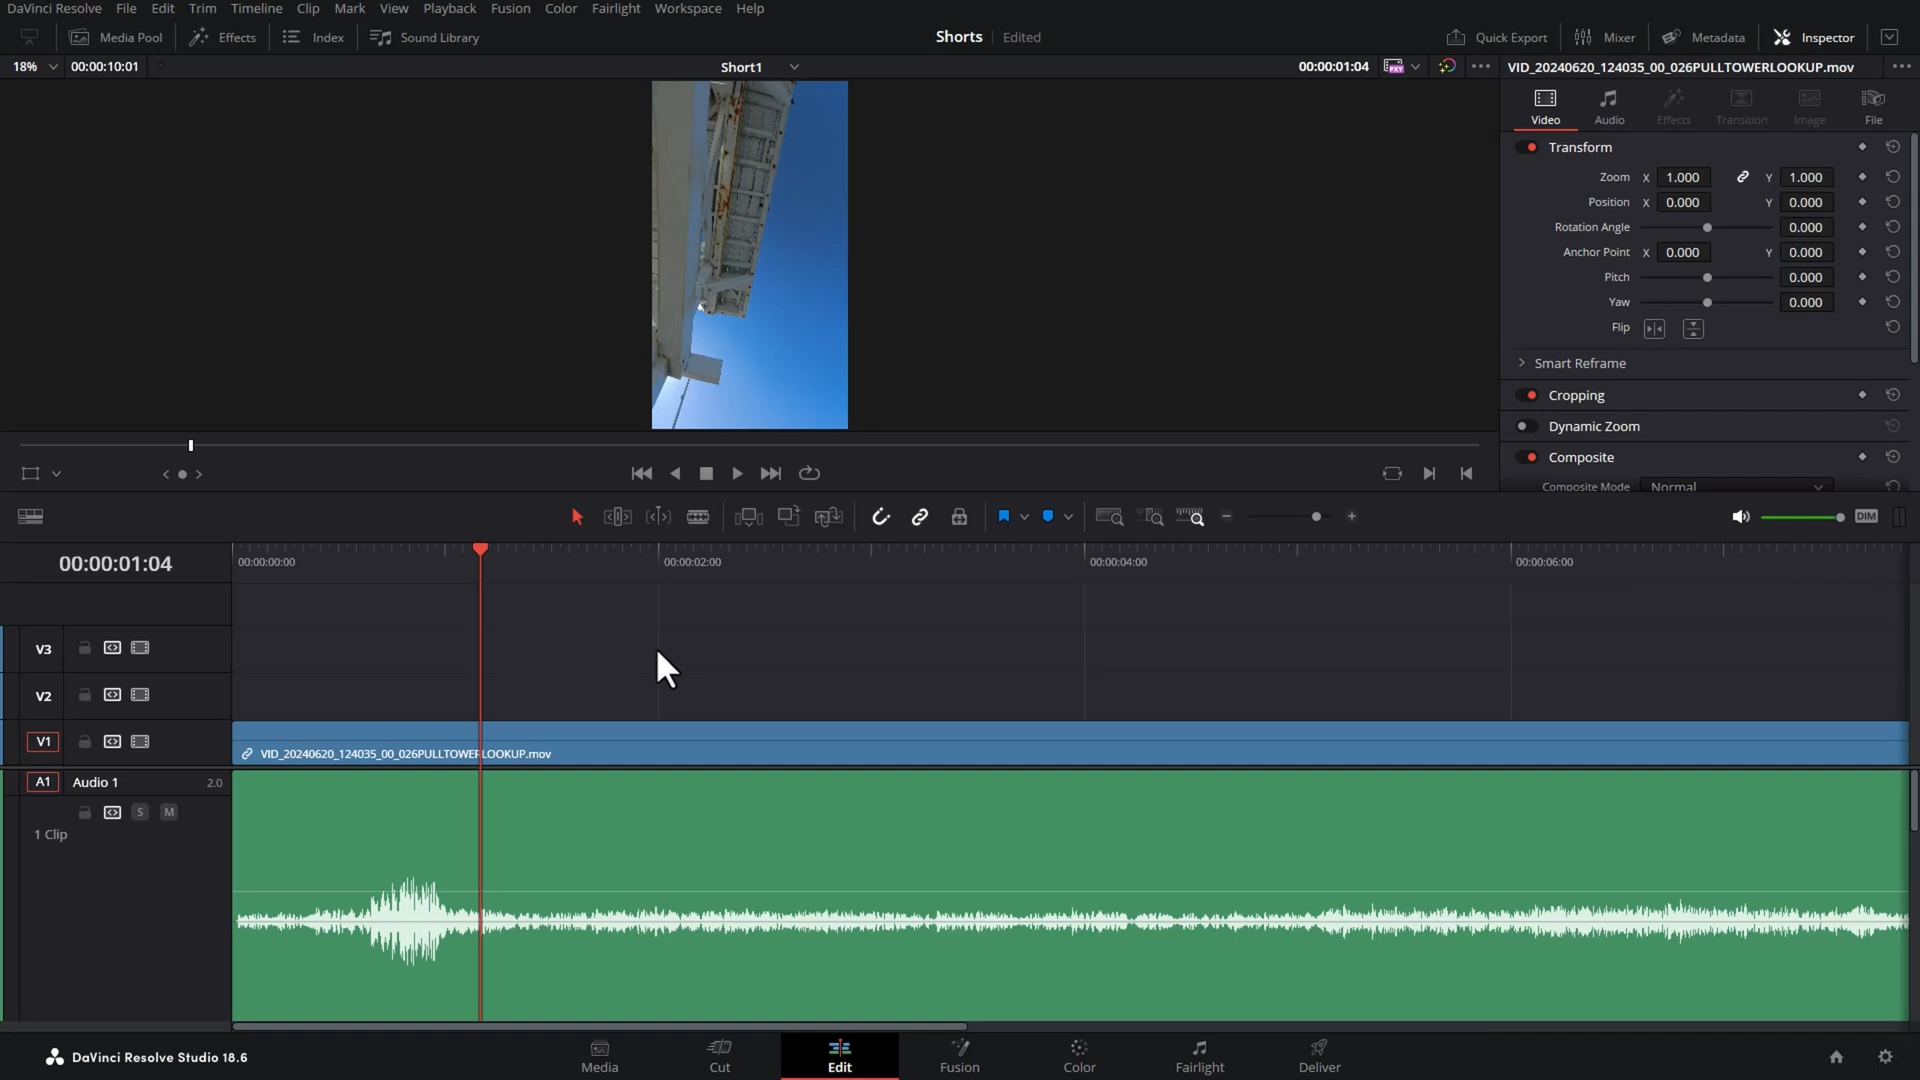 DaVinci Resolve File Edit Trim Timeline Clip Mark View Playback Fusion Color Fairlight Workspace Help
Media Pool Effects Index Sound Library Shorts Edited Quick Export Mixer Metadata Inspector
18% 00:00:10:01 Short1 00:00:01:04 PXY VID_20240620_124035_00_026PULLTOWERLOOKUP.mov
Video Audio Effects Transition Image File
Transform
Zoom X 1.000 Y 1.000
Position X 0.000 Y 0.000
Rotation Angle 0.000
Anchor Point X 0.000 Y 0.000
Pitch 0.000
Yaw 0.000
Flip
Smart Reframe
Cropping
Dynamic Zoom
Composite
Composite Mode Normal
DIM
00:00:01:04 00:00:00:00 00:00:02:00 00:00:04:00 00:00:06:00
V3
V2
V1 VID_20240620_124035_00_026PULLTOWERLOOKUP.mov
A1 Audio 1 2.0
S M
1 Clip
DaVinci Resolve Studio 18.6 Media Cut Edit Fusion Color Fairlight Deliver